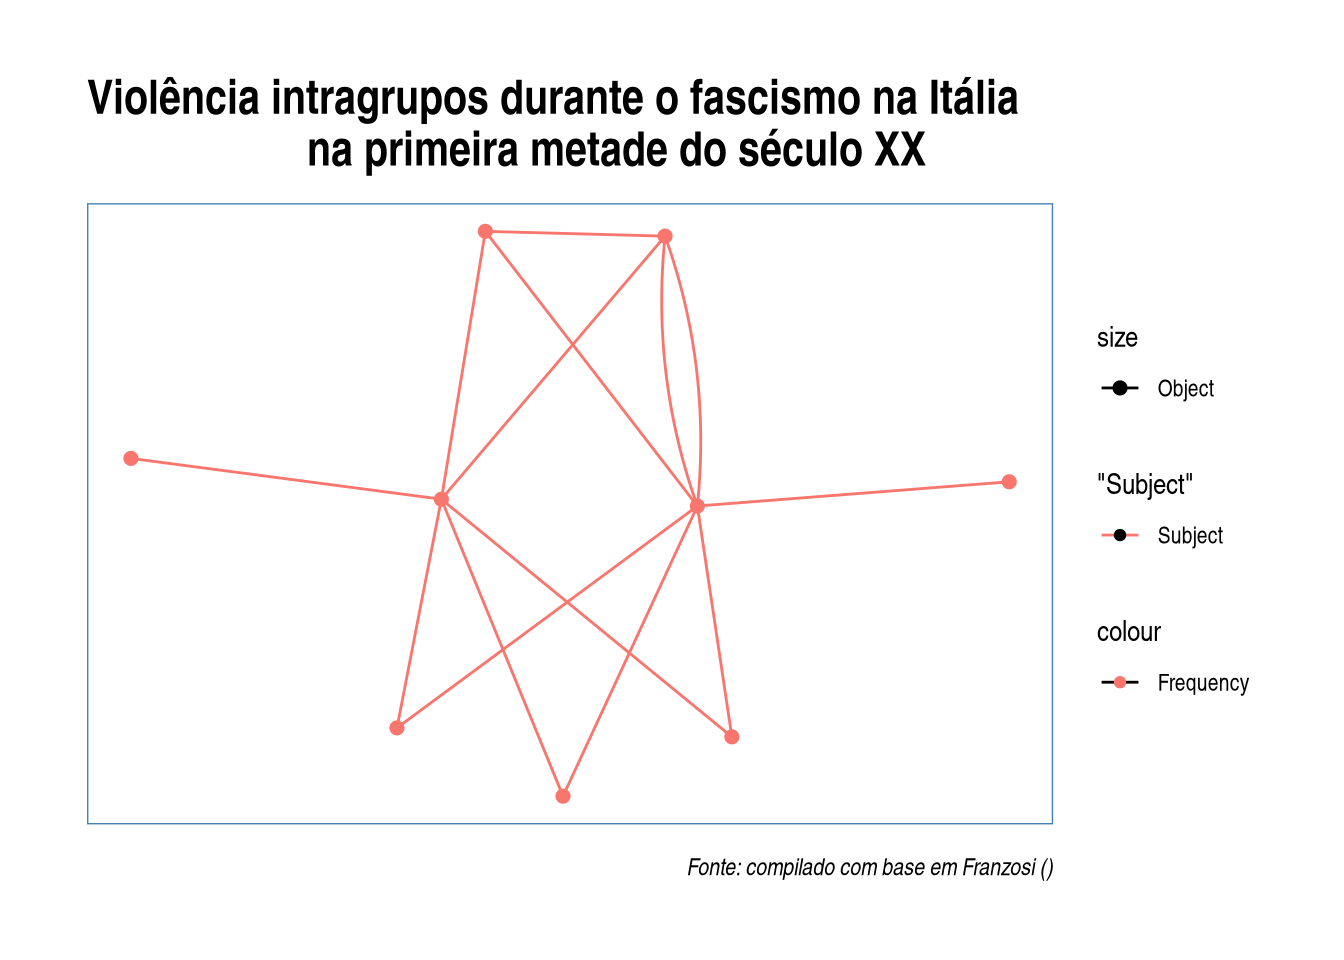 Violência intragrupos durante o fascismo na Itália
na primeira metade do século XX
size
Object
"Subject"
Subject
colour
Frequency
Fonte: compilado com base em Franzosi ()